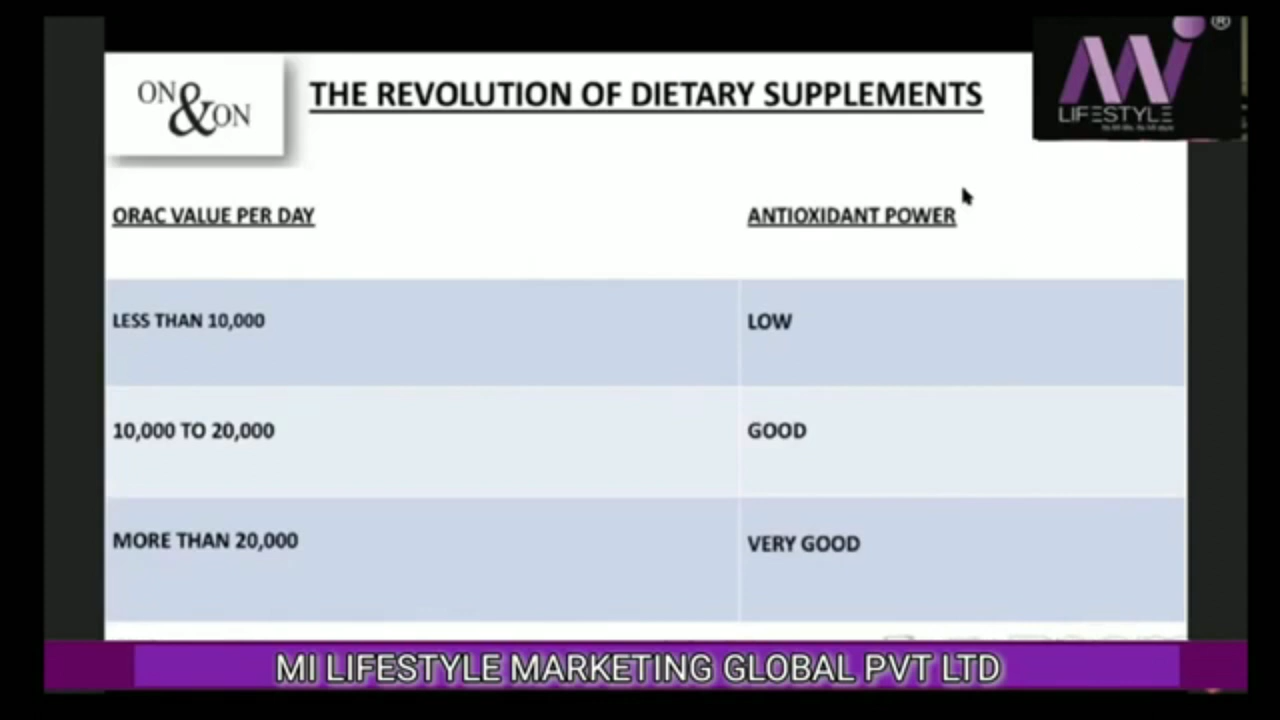 ON
&
ON
THE REVOLUTION OF DIETARY SUPPLEMENTS
Mi
®
LIFESTYLE
ORAC VALUE PER DAY
ANTIOXIDANT POWER
LESS THAN 10,000
LOW
10,000 TO 20,000
GOOD
MORE THAN 20,000
VERY GOOD
MI LIFESTYLE MARKETING GLOBAL PVT LTD